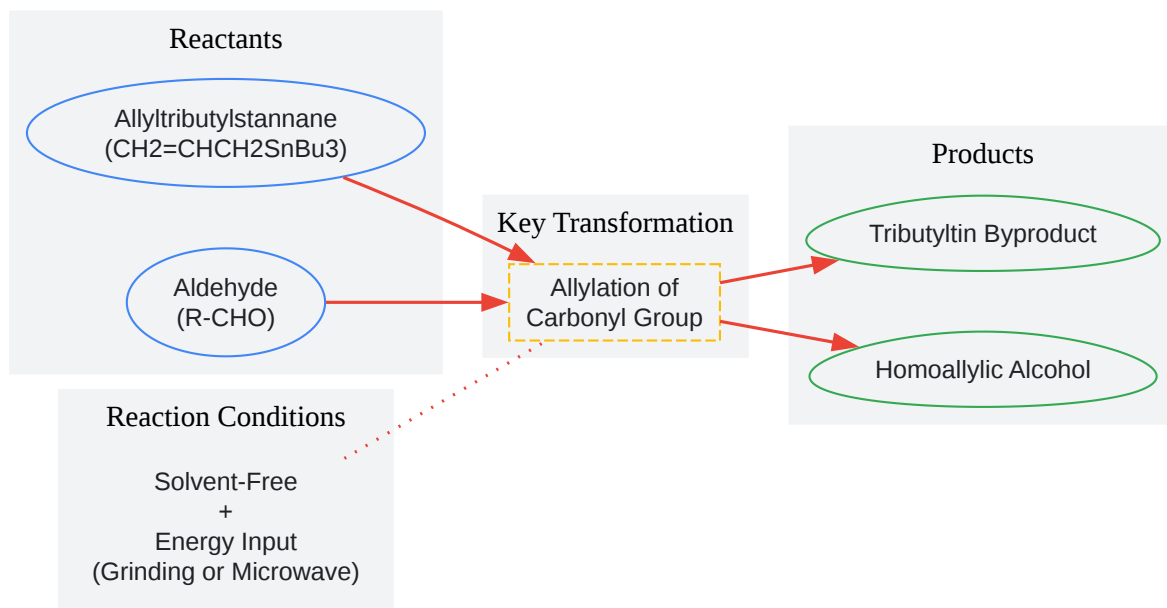 Reactants
Allyltributylstannane
(CH2=CHCH2SnBu3)
Aldehyde
(R-CHO)
Key Transformation
Allylation of
Carbonyl Group
Products
Tributyltin Byproduct
Homoallylic Alcohol
Reaction Conditions
Solvent-Free
+
Energy Input
(Grinding or Microwave)